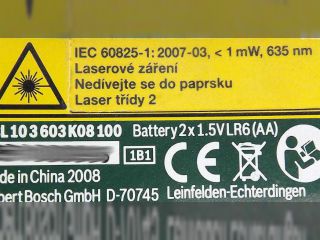 IEC 60825-1: 2007-03, < 1 mW, 635 nm
Laserové záření
Nedívejte se do paprsku
Laser třídy 2
L 10 3 603 K08 100 Battery 2 x 1.5V LR6 (AA)
1B1 CE
de in China 2008
bert Bosch GmbH D-70745 Leinfelden-Echterdingen